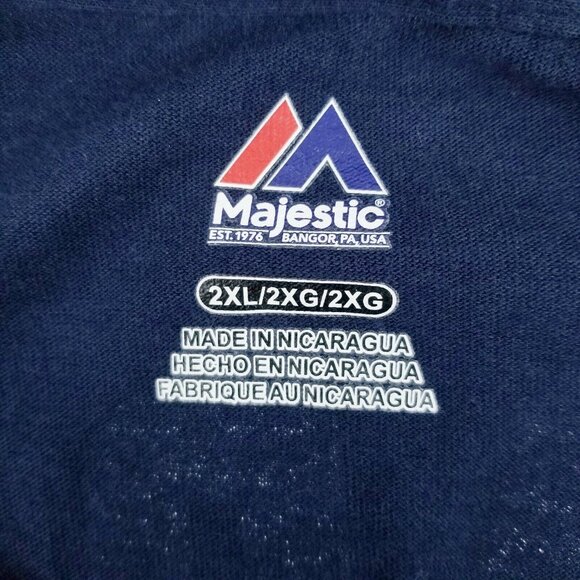 Majestic®
EST. 1976 BANGOR, PA, USA
2XL/2XG/2XG
MADE IN NICARAGUA
HECHO EN NICARAGUA
FABRIQUE AU NICARAGUA